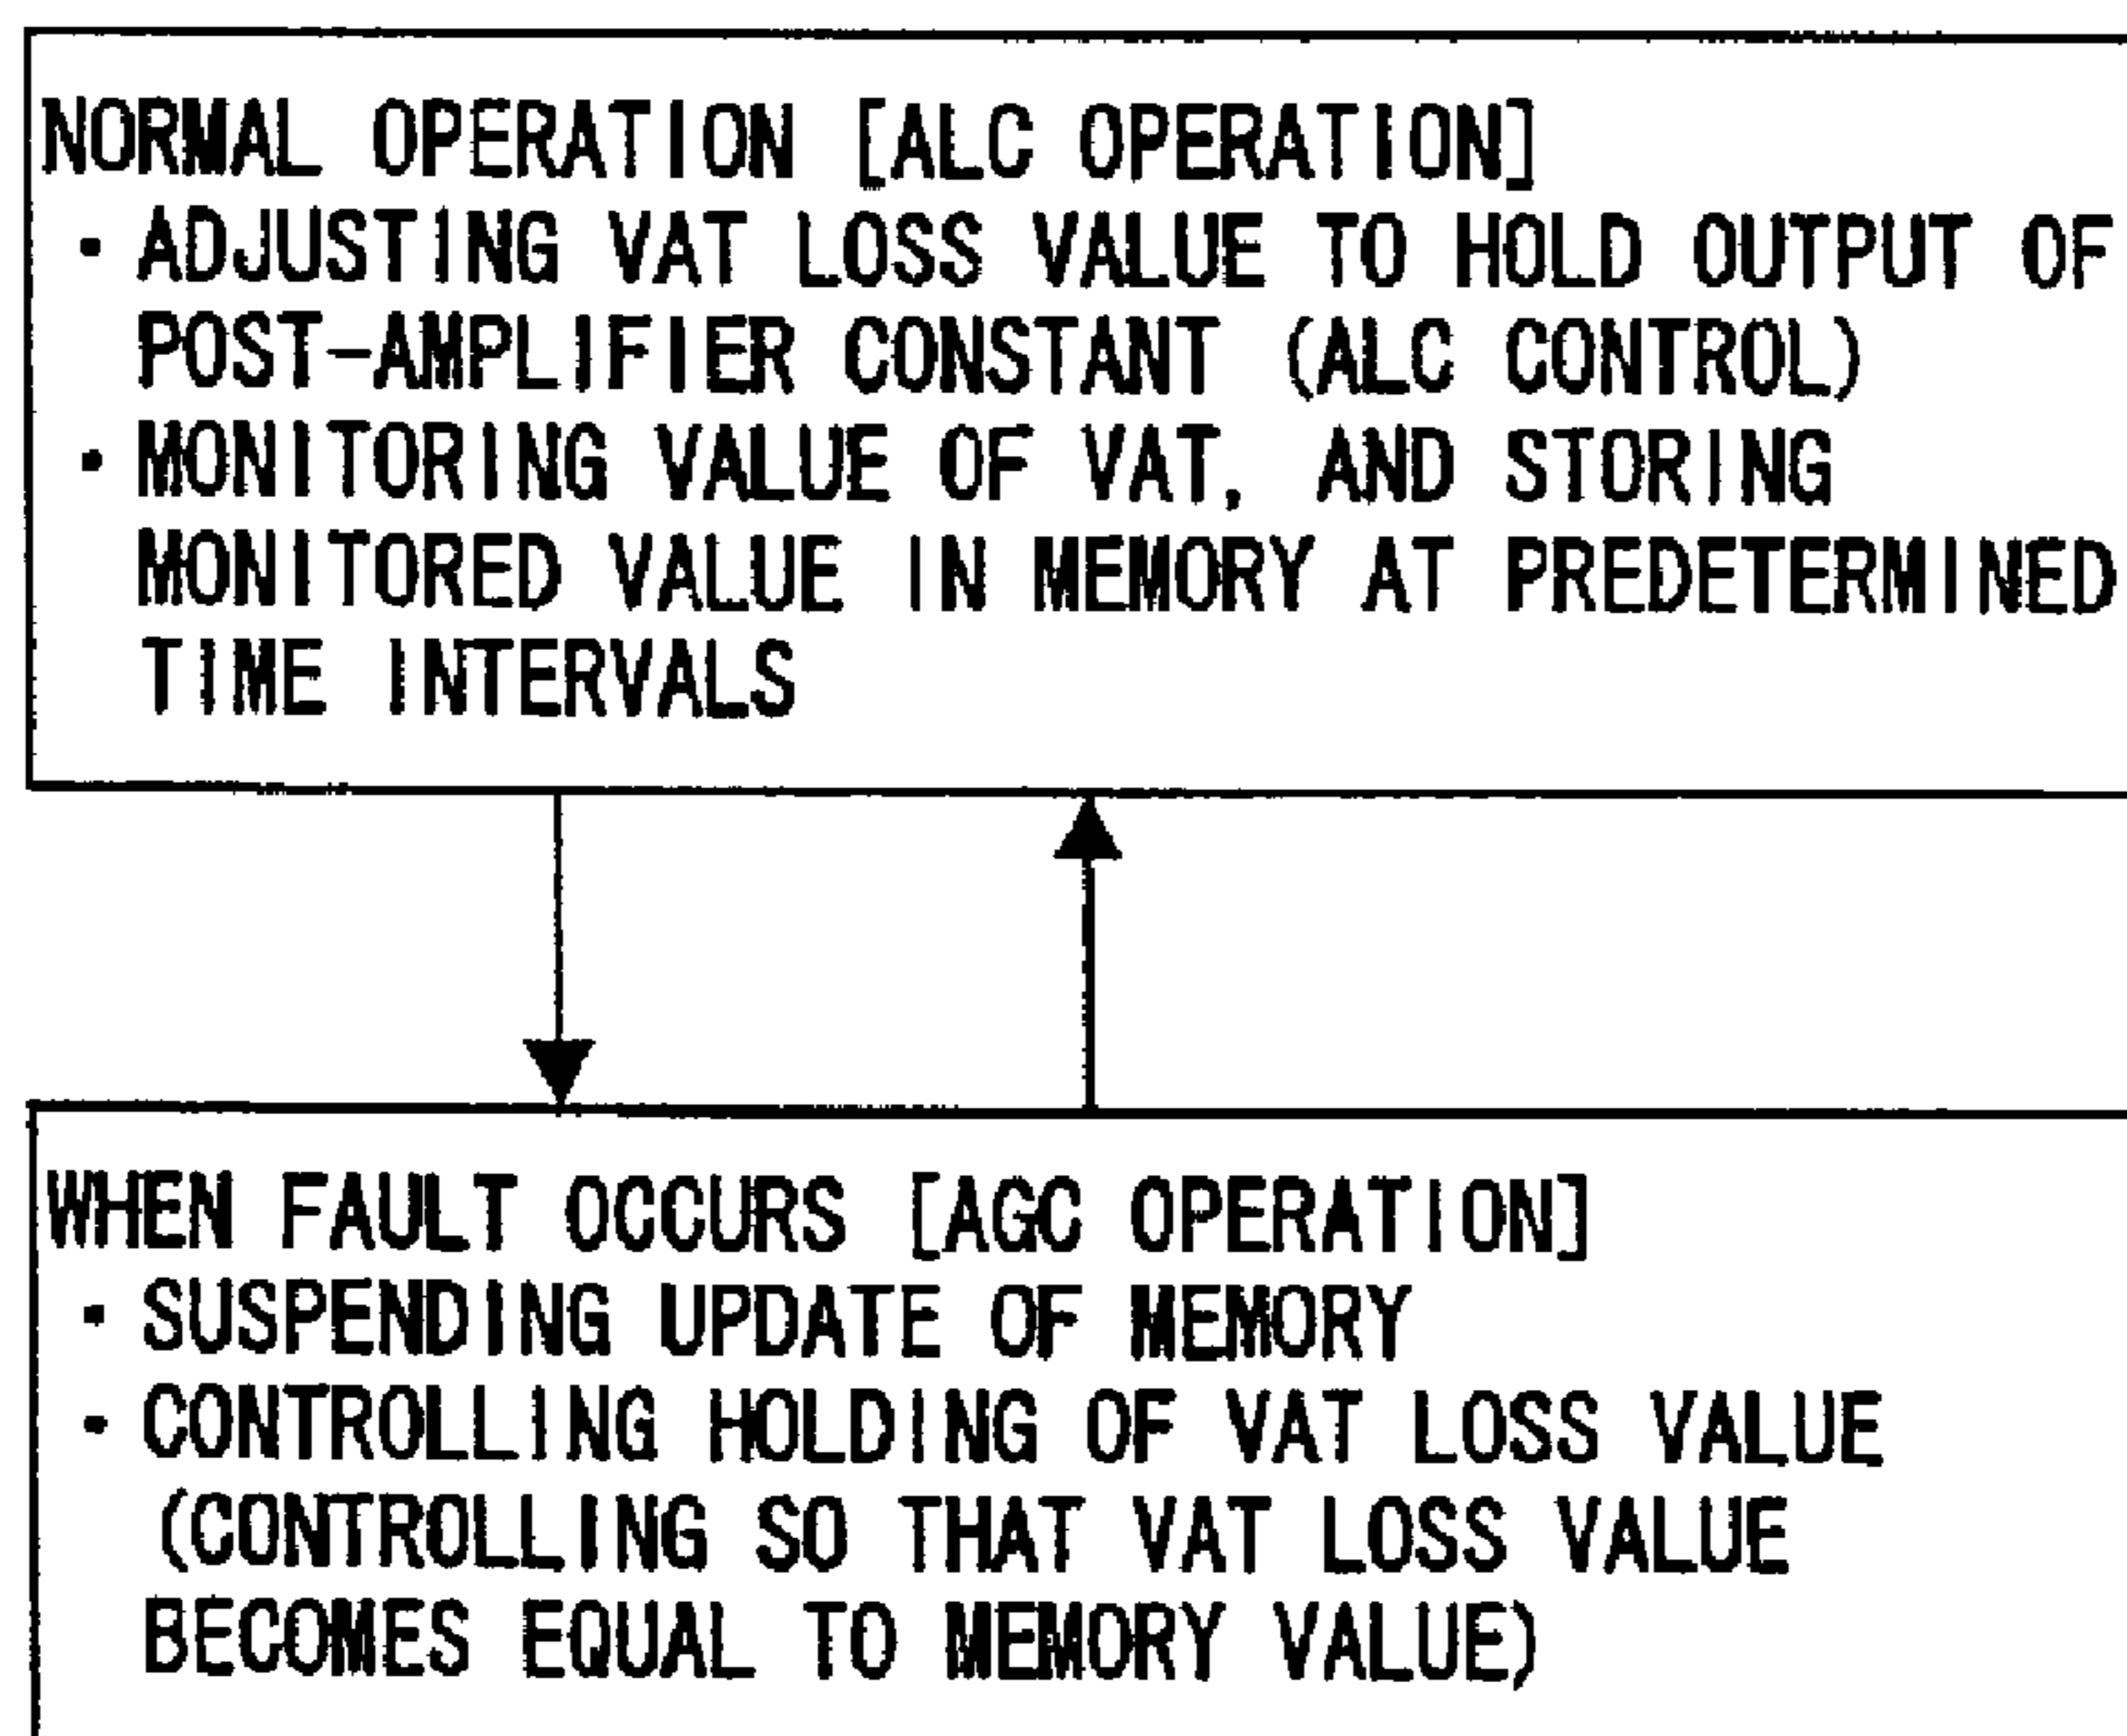 NORMAL OPERATION [ALC OPERATION]
・ADJUSTING VAT LOSS VALUE TO HOLD OUTPUT OF
POST-AMPLIFIER CONSTANT (ALC CONTROL)
・MONITORING VALUE OF VAT, AND STORING
MONITORED VALUE IN MEMORY AT PREDETERMINED
TIME INTERVALS
WHEN FAULT OCCURS [AGC OPERATION]
・SUSPENDING UPDATE OF MEMORY
・CONTROLLING HOLDING OF VAT LOSS VALUE
(CONTROLLING SO THAT VAT LOSS VALUE
BECOMES EQUAL TO MEMORY VALUE)